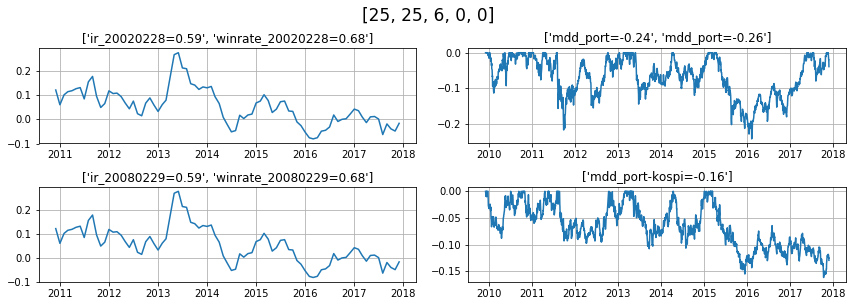 [25, 25, 6, 0, 0]
['ir_20020228=0.59', 'winrate_20020228=0.68']
0.2
0.1
0.0
−0.1
2011 2012 2013 2014 2015 2016 2017 2018
['mdd_port=-0.24', 'mdd_port=-0.26']
0.0
−0.1
−0.2
2010 2011 2012 2013 2014 2015 2016 2017 2018
['ir_20080229=0.59', 'winrate_20080229=0.68']
0.2
0.1
0.0
−0.1
2011 2012 2013 2014 2015 2016 2017 2018
['mdd_port-kospi=-0.16']
0.00
−0.05
−0.10
−0.15
2010 2011 2012 2013 2014 2015 2016 2017 2018